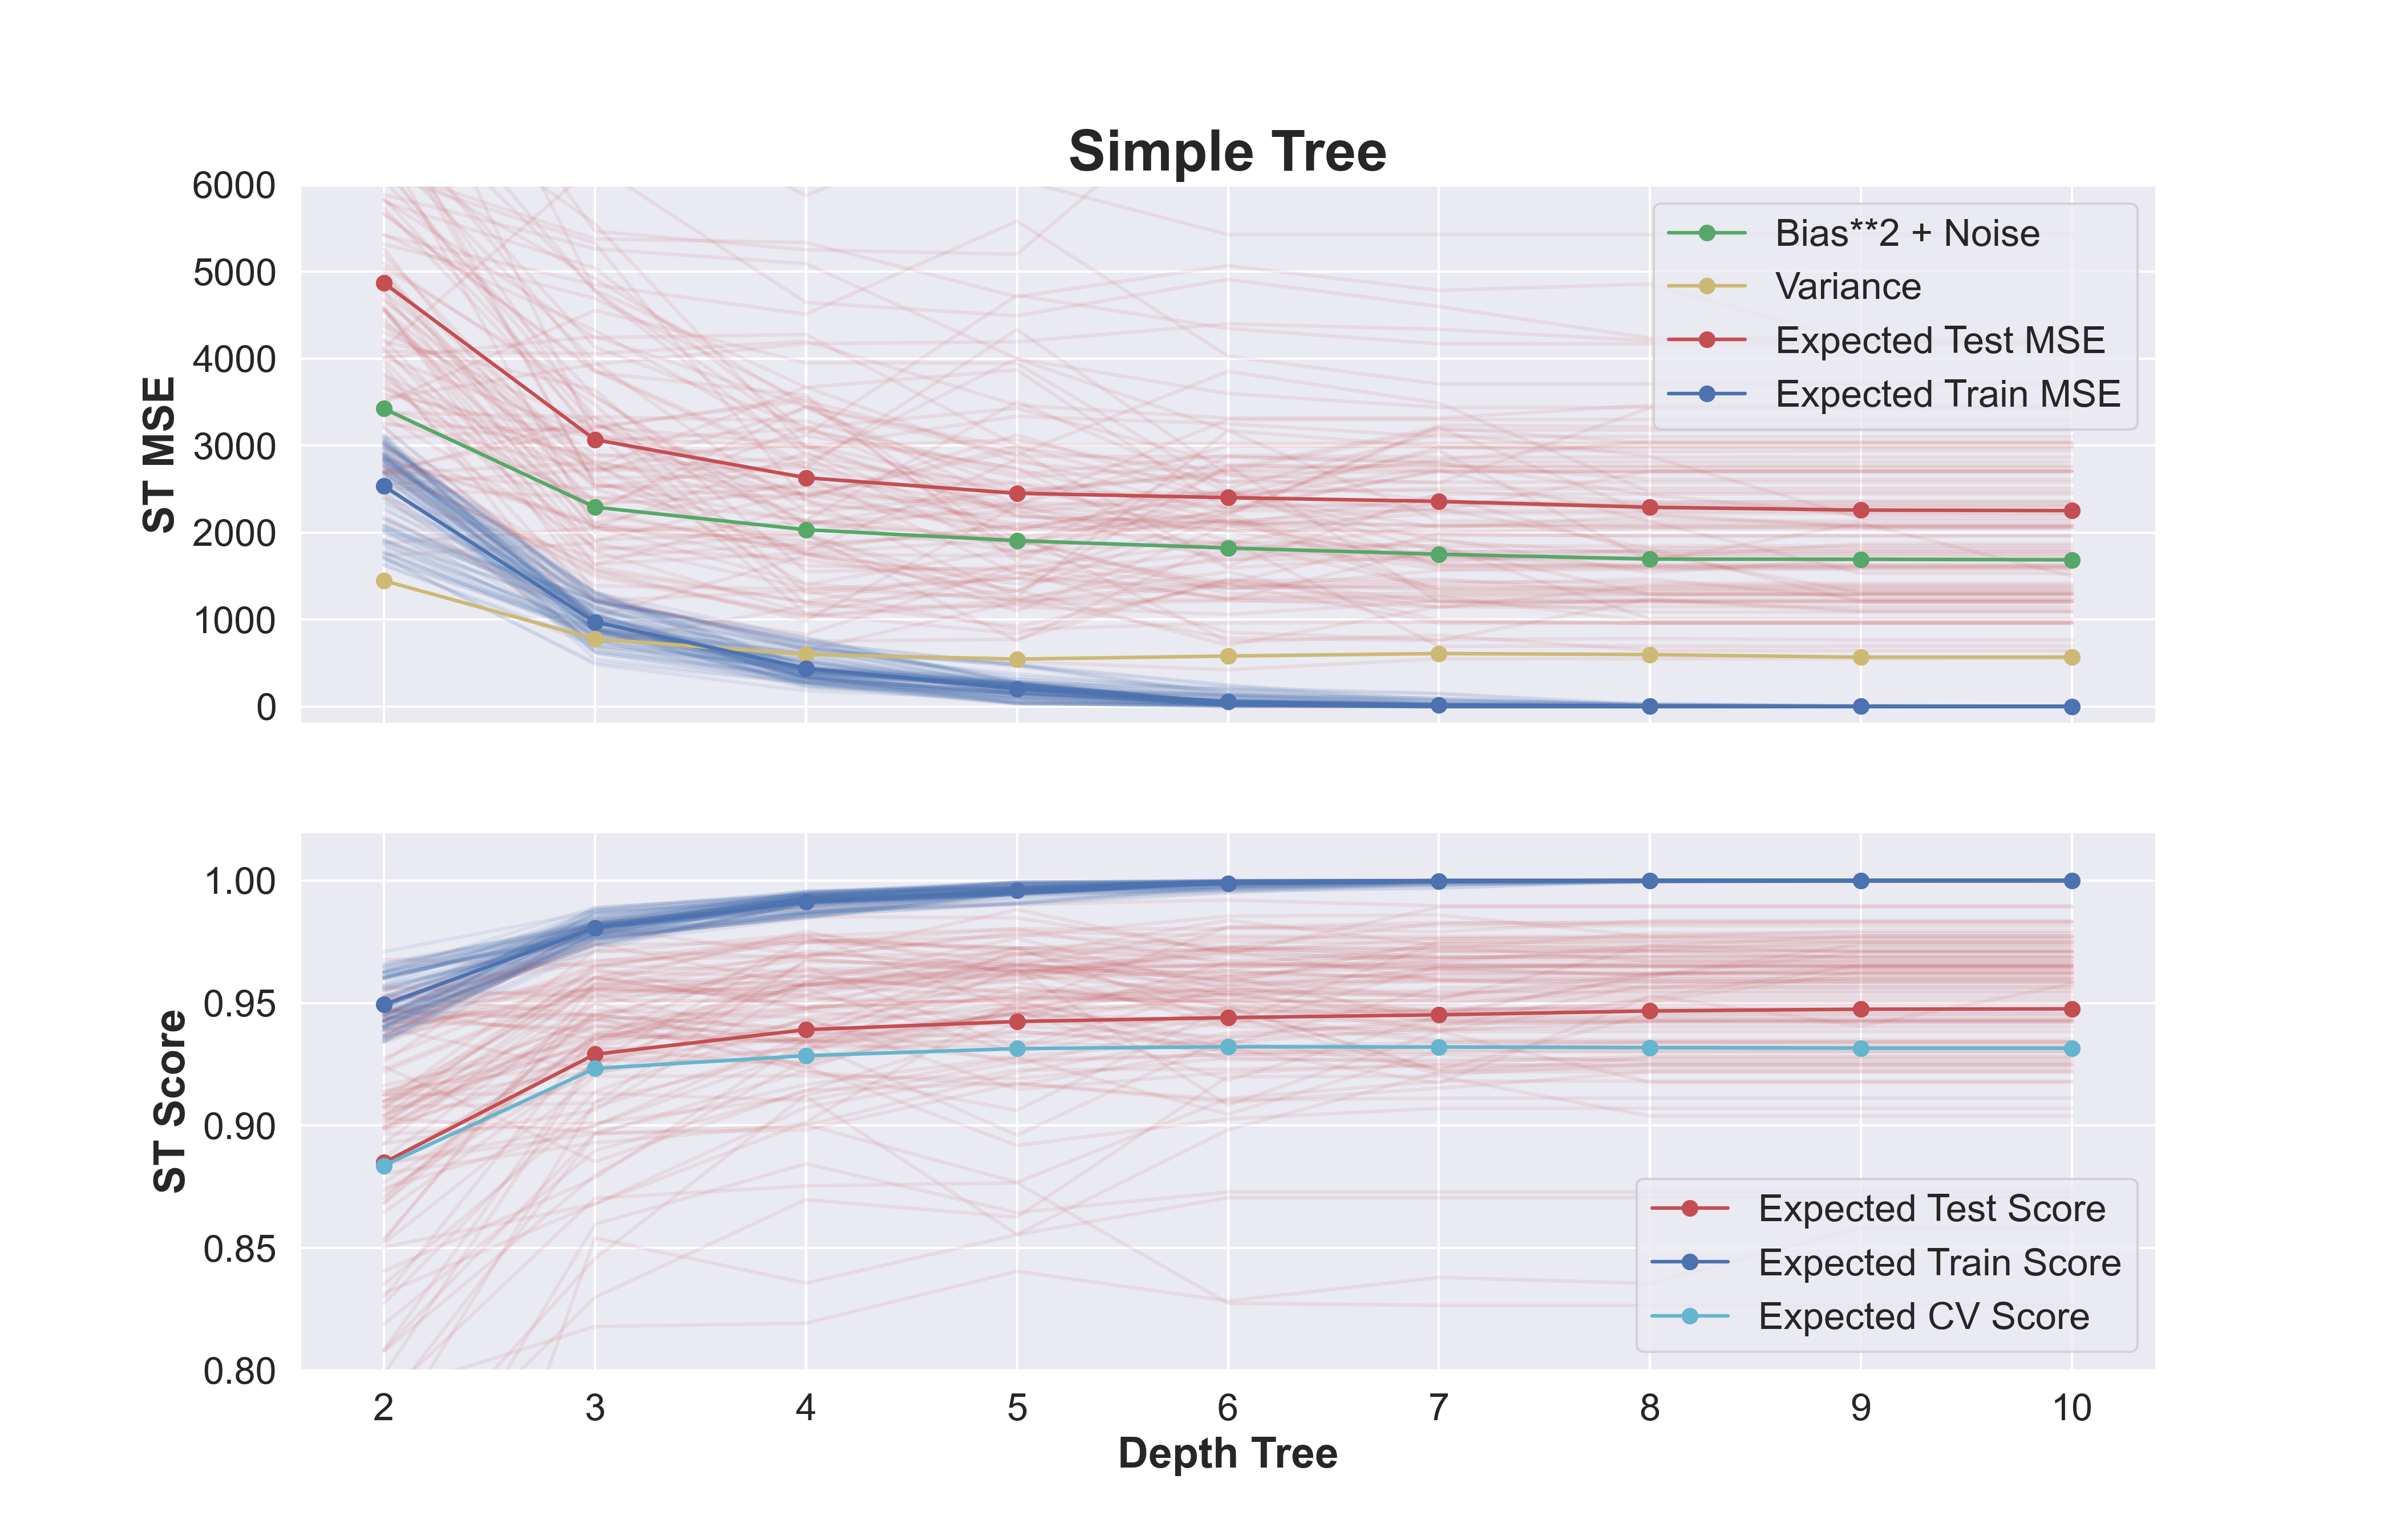 Simple Tree
6000
5000
4000
3000
2000
1000
0
ST MSE
Bias**2 + Noise
Variance
Expected Test MSE
Expected Train MSE
1.00
0.95
0.90
0.85
0.80
ST Score
Expected Test Score
Expected Train Score
Expected CV Score
2 3 4 5 6 7 8 9 10
Depth Tree